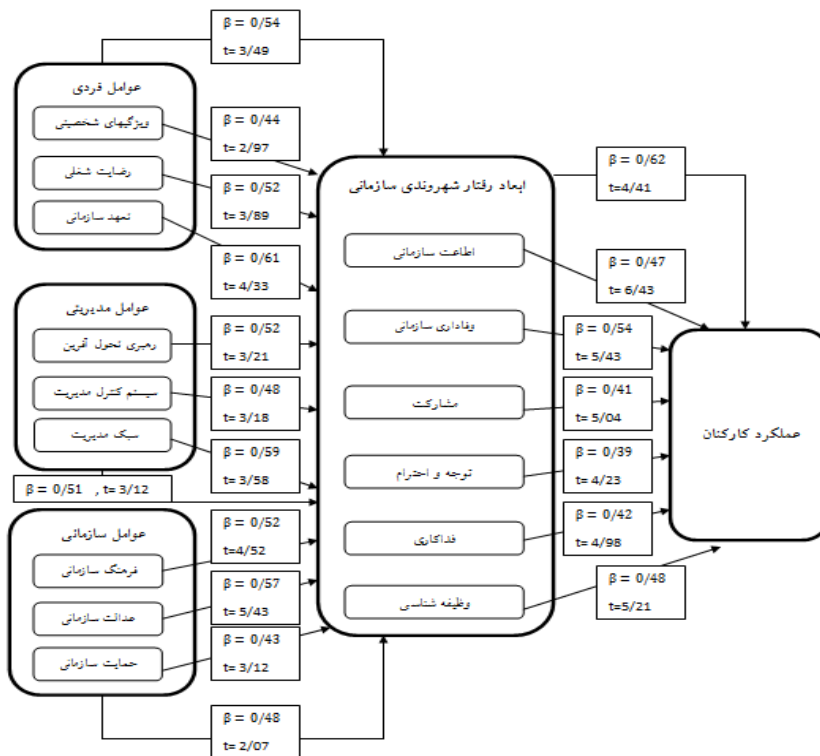 β = 0/54
t= 3/49
عوامل فردی
ویژگیهای شخصیتی
رضایت شغلی
تعهد سازمانی
β = 0/44
t= 2/97
β = 0/52
t= 3/89
β = 0/61
t= 4/33
عوامل مدیریتی
رهبری تحول آفرین
سیستم کنترل مدیریت
سبک مدیریت
β = 0/52
t= 3/21
β = 0/48
t= 3/18
β = 0/59
t= 3/58
β = 0/51 , t= 3/12
عوامل سازمانی
فرهنگ سازمانی
عدالت سازمانی
حمایت سازمانی
β = 0/52
t=4/52
β = 0/57
t= 5/43
β = 0/43
t= 3/12
β = 0/48
t= 2/07
ابعاد رفتار شهروندی سازمانی
اطاعت سازمانی
وفاداری سازمانی
مشارکت
توجه و احترام
فداکاری
وظیفه شناسی
β = 0/62
t=4/41
β = 0/47
t= 6/43
β = 0/54
t= 5/43
β = 0/41
t= 5/04
β = 0/39
t= 4/23
β = 0/42
t= 4/98
β = 0/48
t=5/21
عملکرد کارکنان